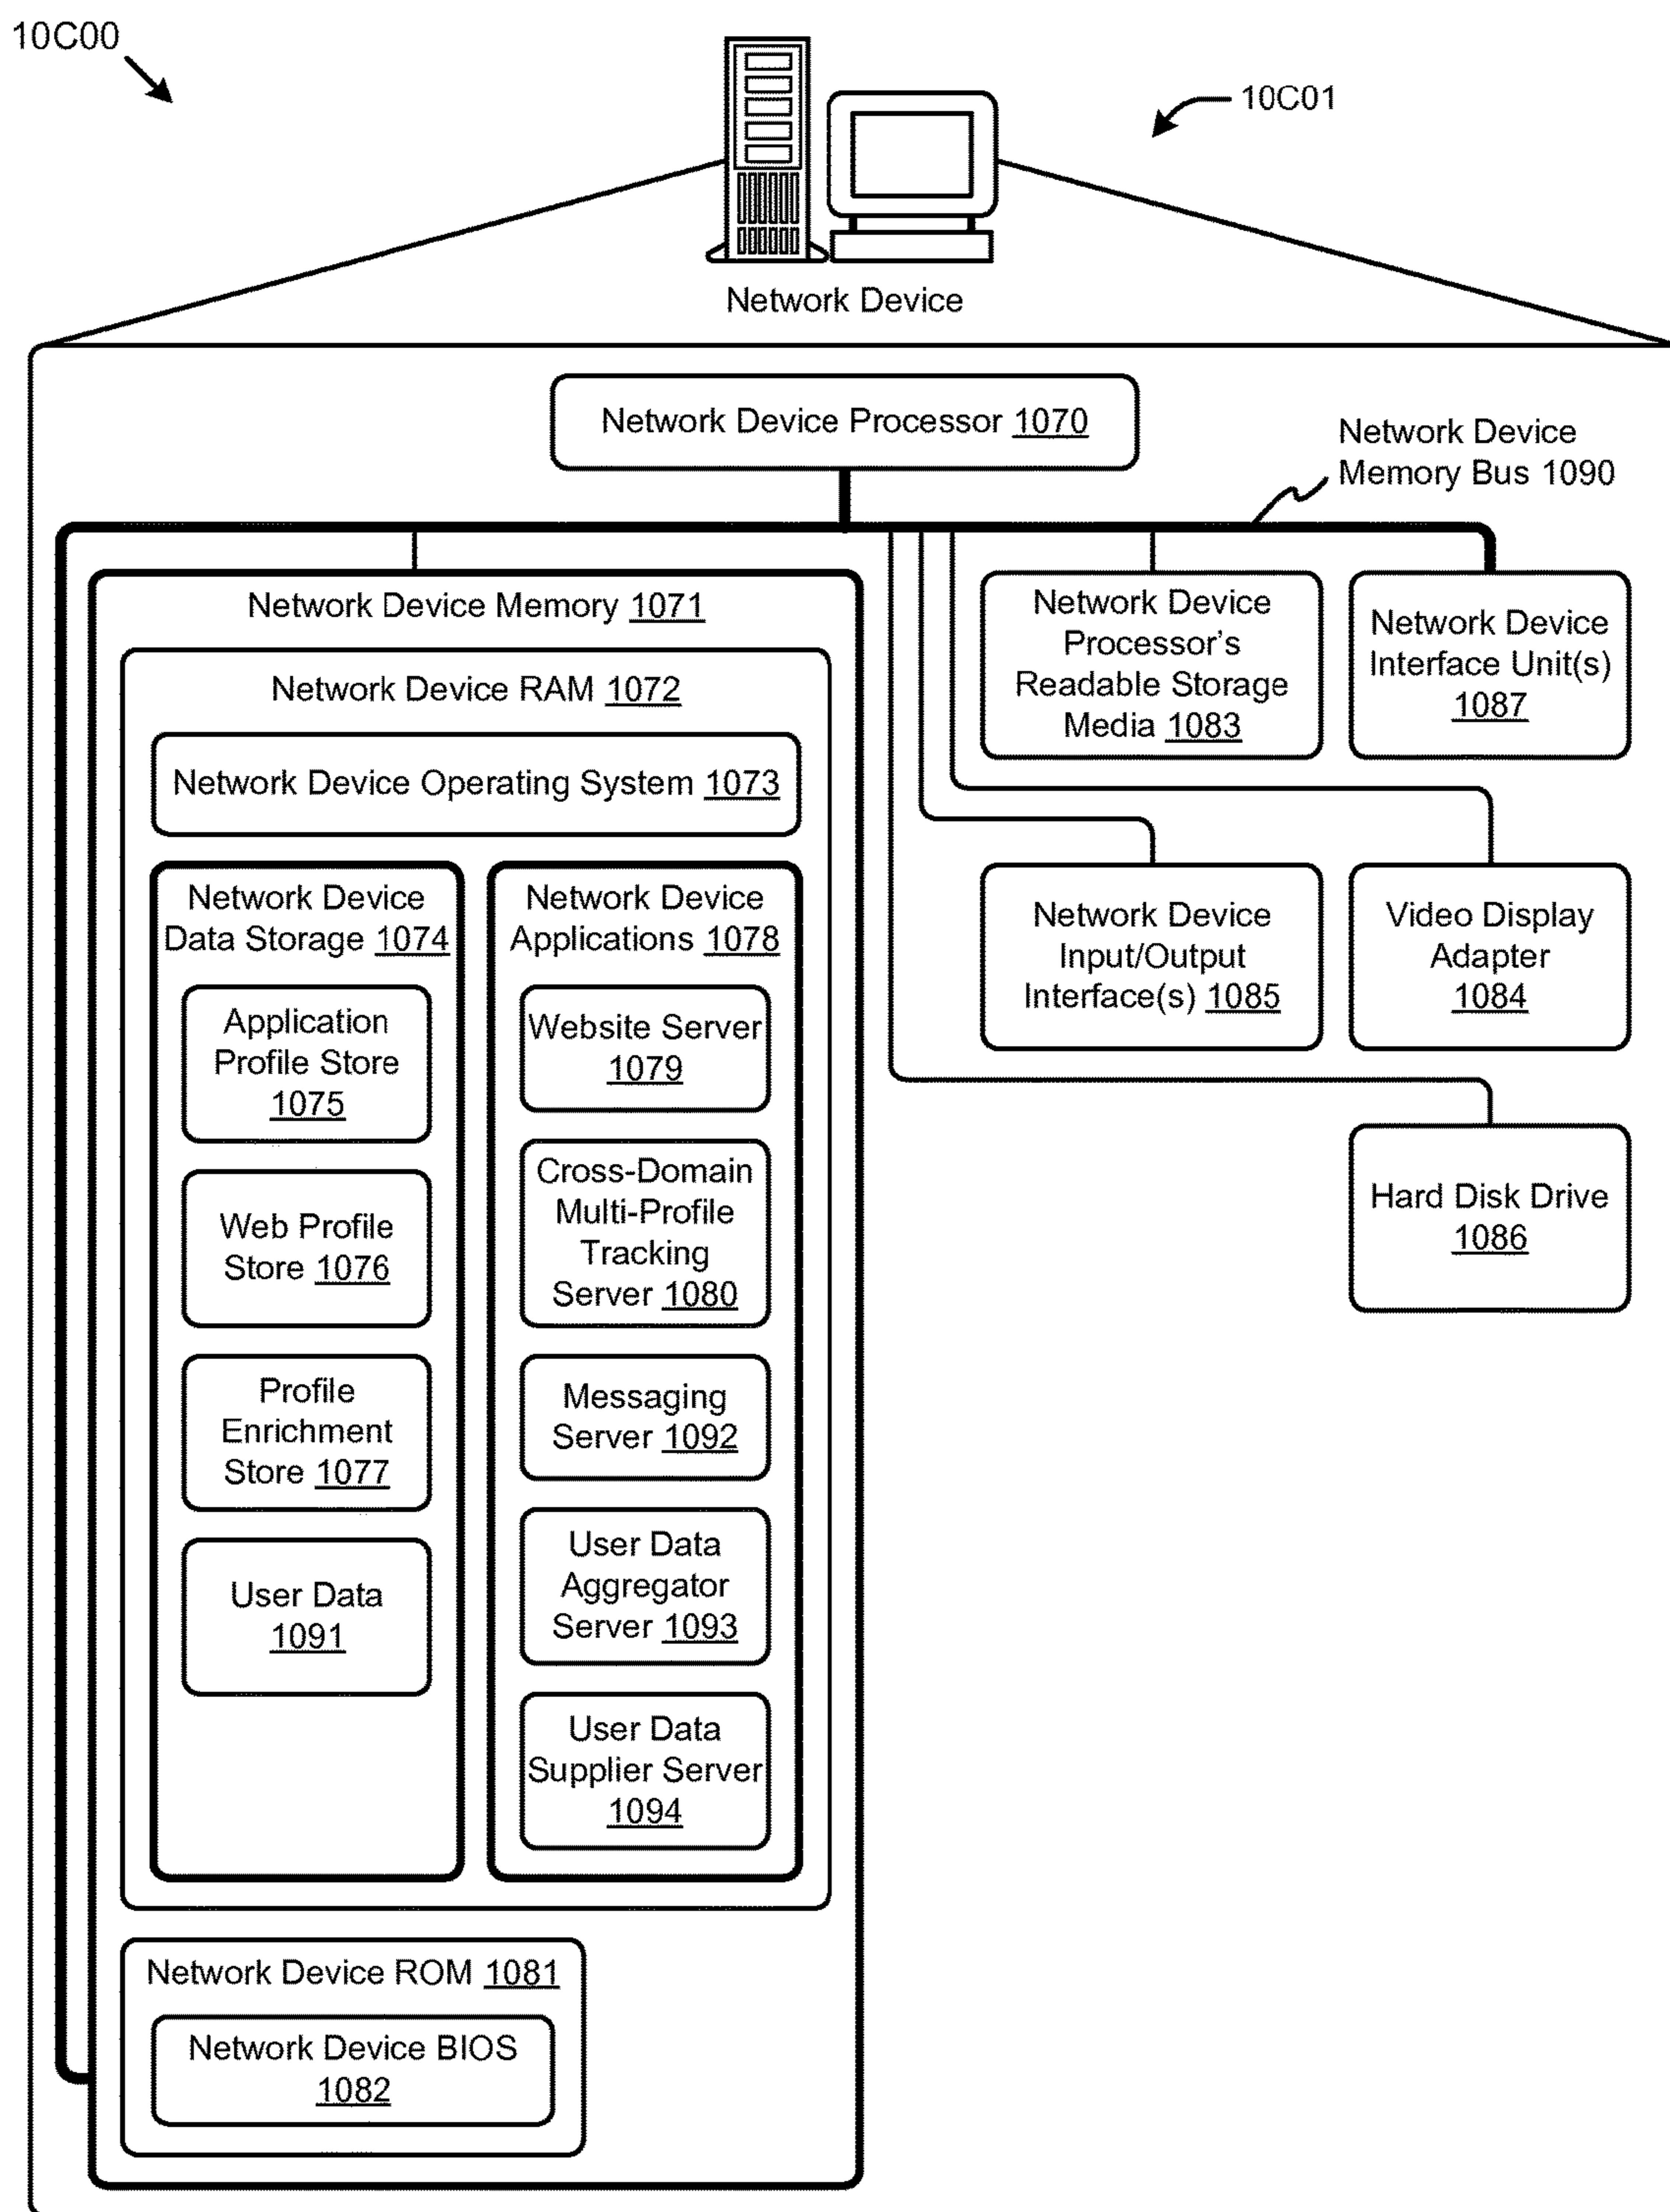 10C00
10C01
Network Device
Network Device Processor 1070
Network Device
Memory Bus 1090
Network Device Memory 1071
Network Device RAM 1072
Network Device Operating System 1073
Network Device
Data Storage 1074
Application
Profile Store
1075
Web Profile
Store 1076
Profile
Enrichment
Store 1077
User Data
1091
Network Device
Applications 1078
Website Server
1079
Cross-Domain
Multi-Profile
Tracking
Server 1080
Messaging
Server 1092
User Data
Aggregator
Server 1093
User Data
Supplier Server
1094
Network Device ROM 1081
Network Device BIOS
1082
Network Device
Processor’s
Readable Storage
Media 1083
Network Device
Interface Unit(s)
1087
Network Device
Input/Output
Interface(s) 1085
Video Display
Adapter
1084
Hard Disk Drive
1086